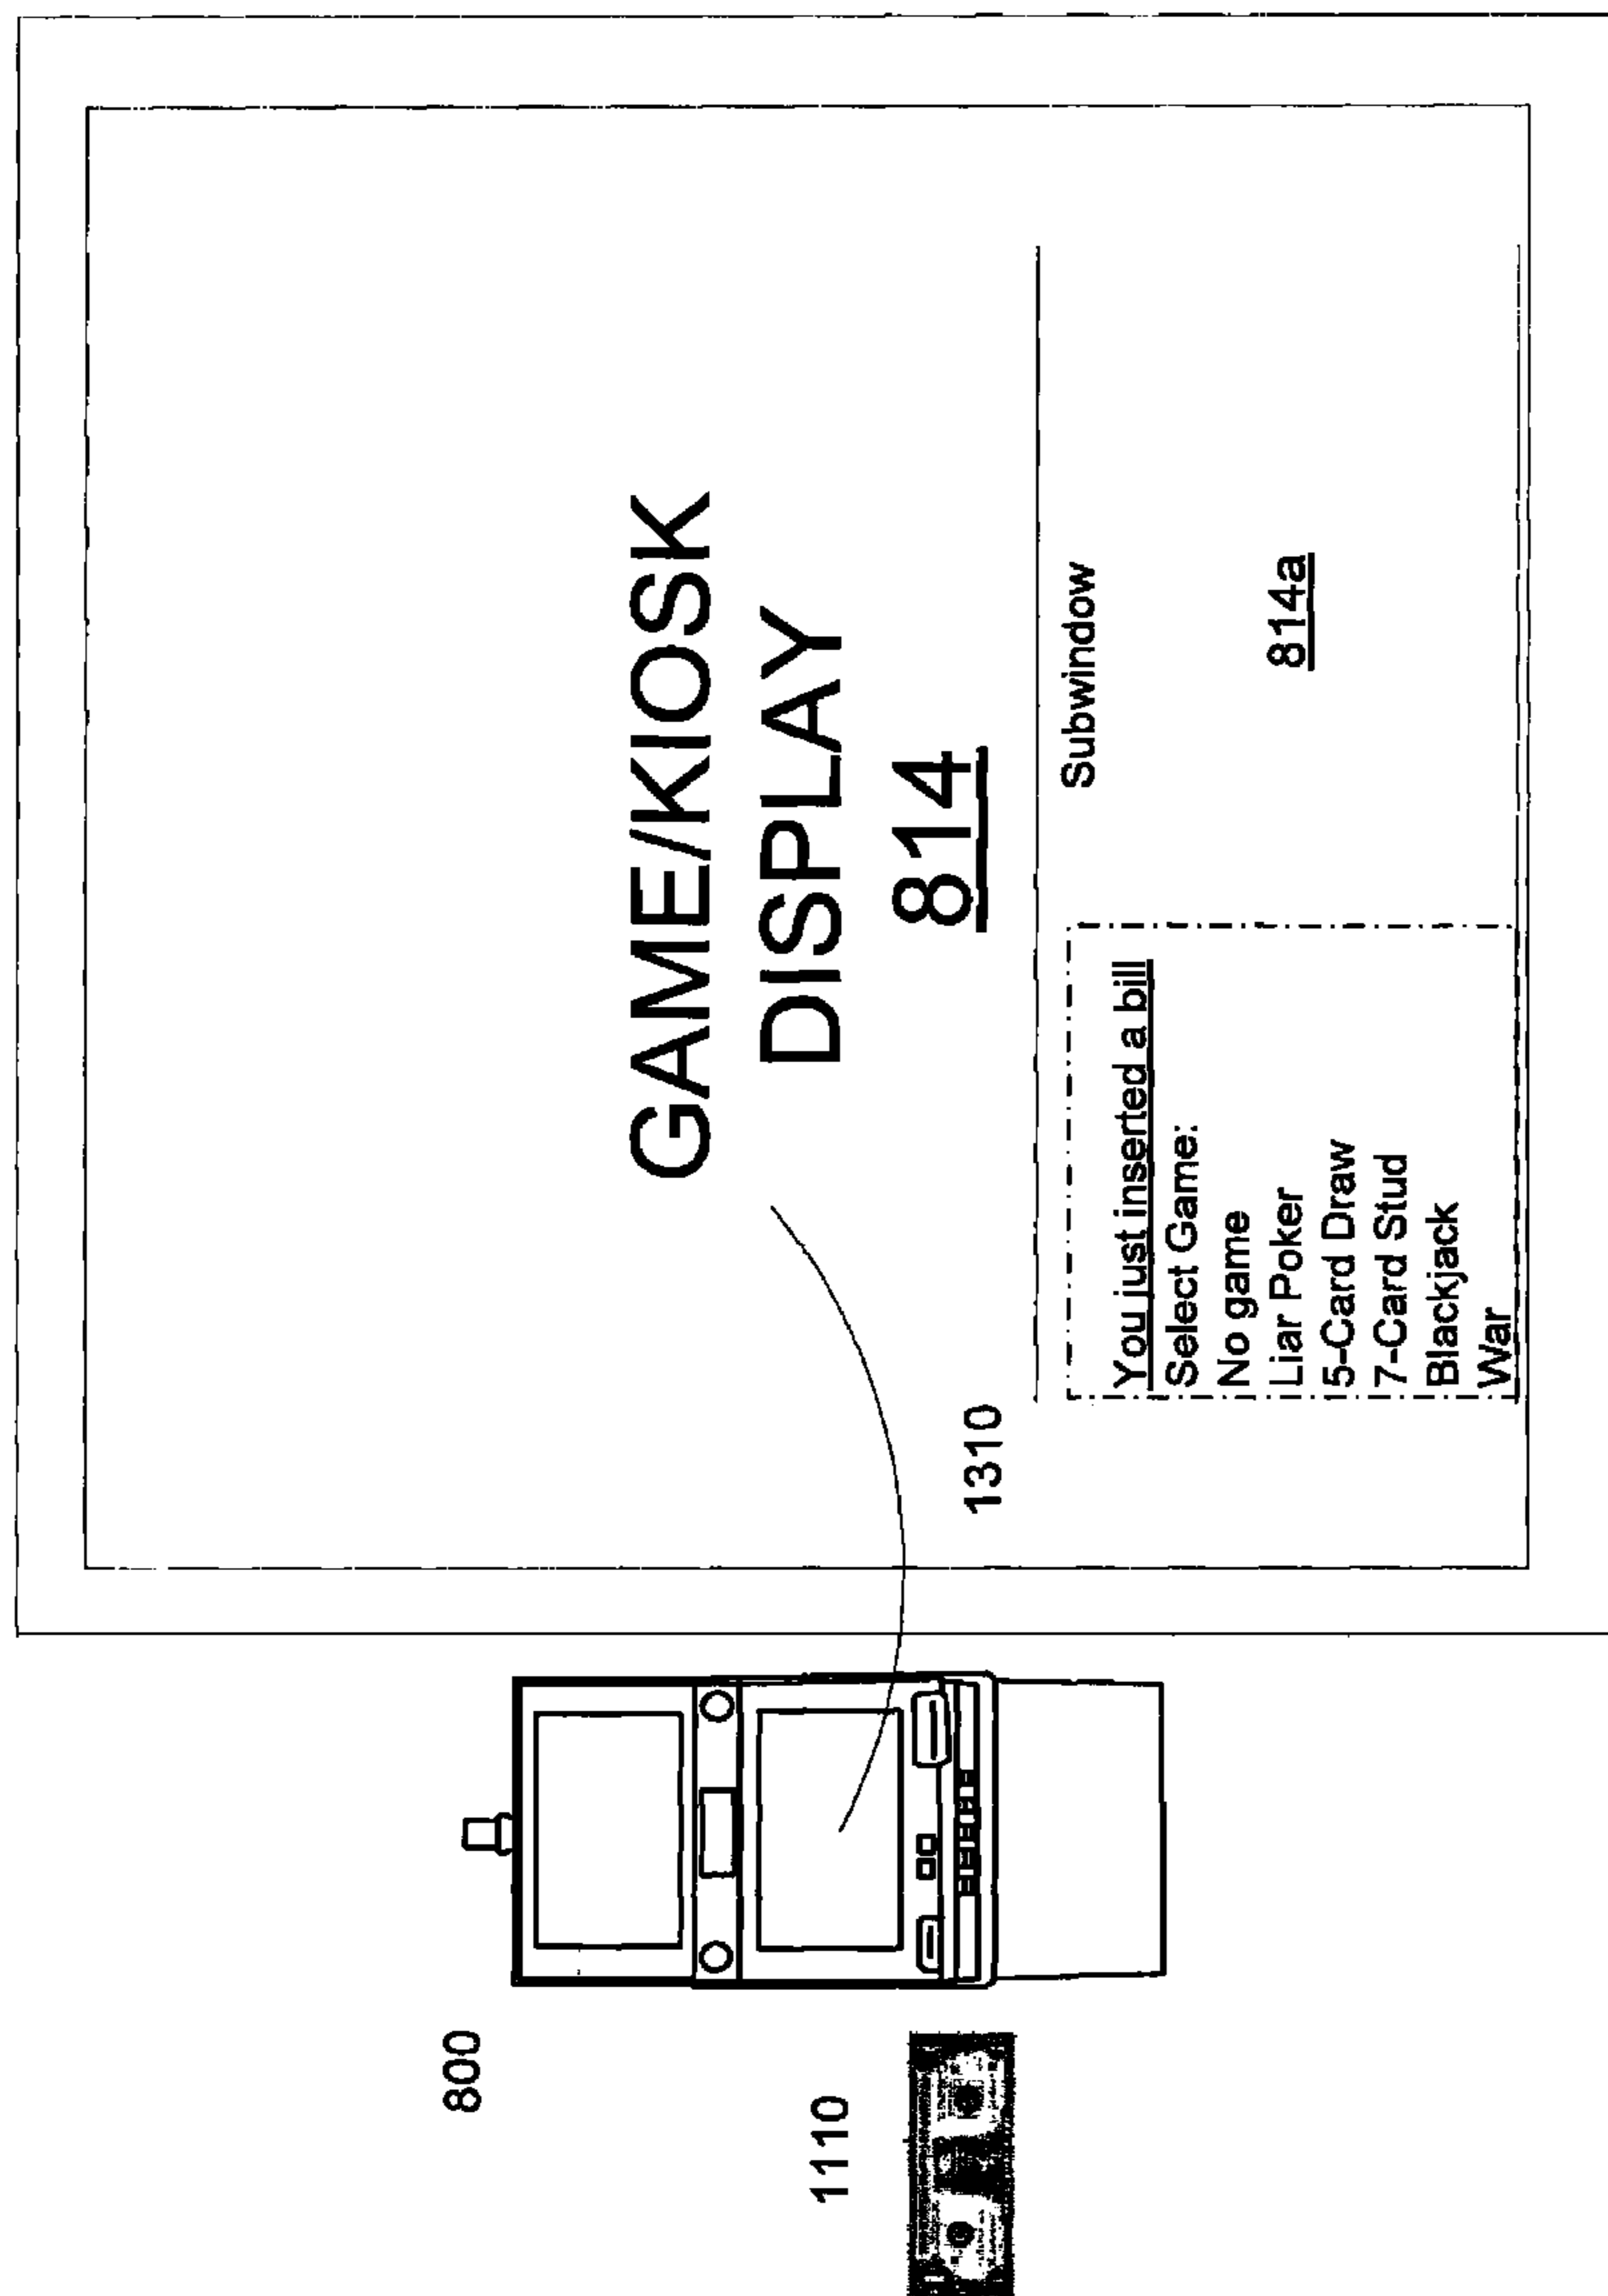 800
1110
GAME/KIOSK
DISPLAY
814
1310
Subwindow
814a
You just inserted a bill
Select Game:
No game
Liar Poker
5-Card Draw
7-Card Stud
Blackjack
War